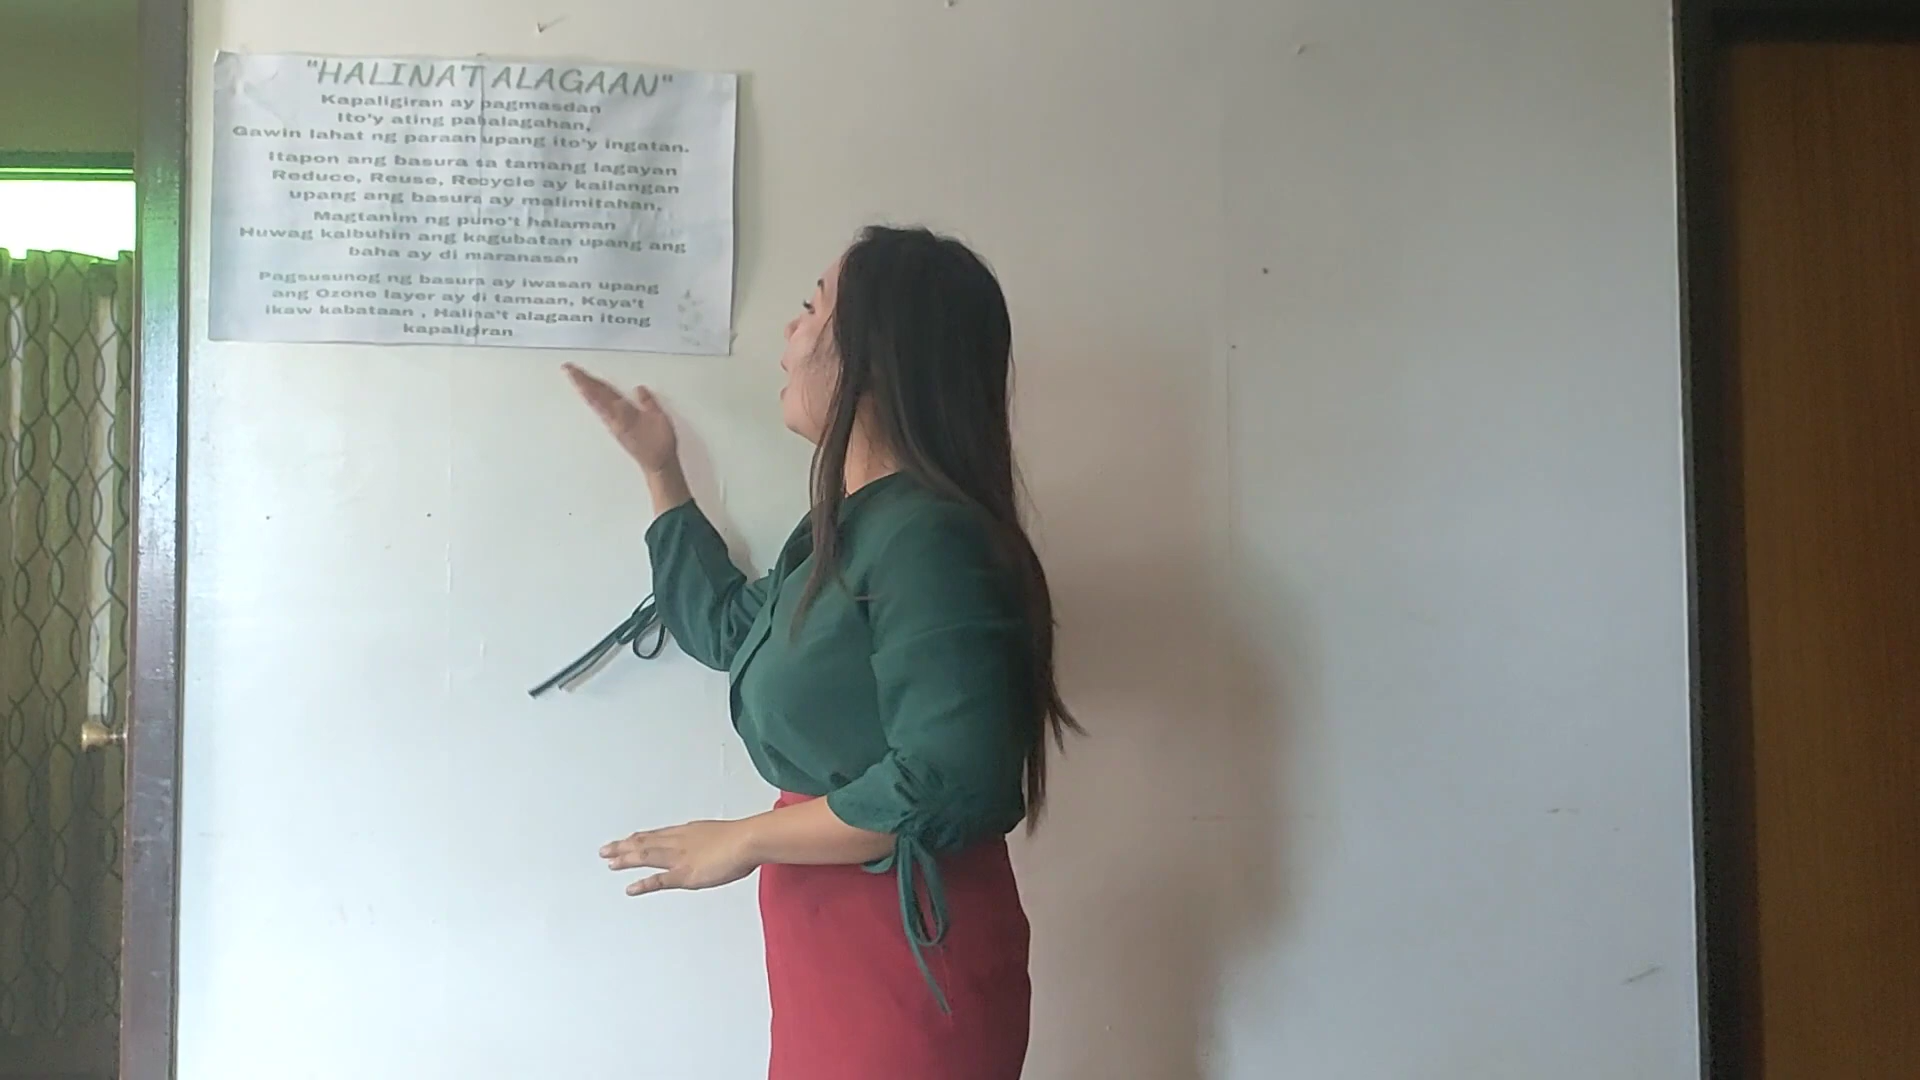 "HALINA'T ALAGAAN"
Kapaligiran ay pagmasdan
Ito'y ating pahalagahan,
Gawin lahat ng paraan upang ito'y ingatan.
Itapon ang basura sa tamang lagayan
Reduce, Reuse, Recycle ay kailangan
upang ang basura ay malimitahan,
Magtanim ng puno't halaman
Huwag kalbuhin ang kagubatan upang ang
baha ay di maranasan
Pagsusunog ng basura ay iwasan upang
ang Ozone layer ay di tamaan, Kaya't
ikaw kabataan , Halina't alagaan itong
kapaligiran